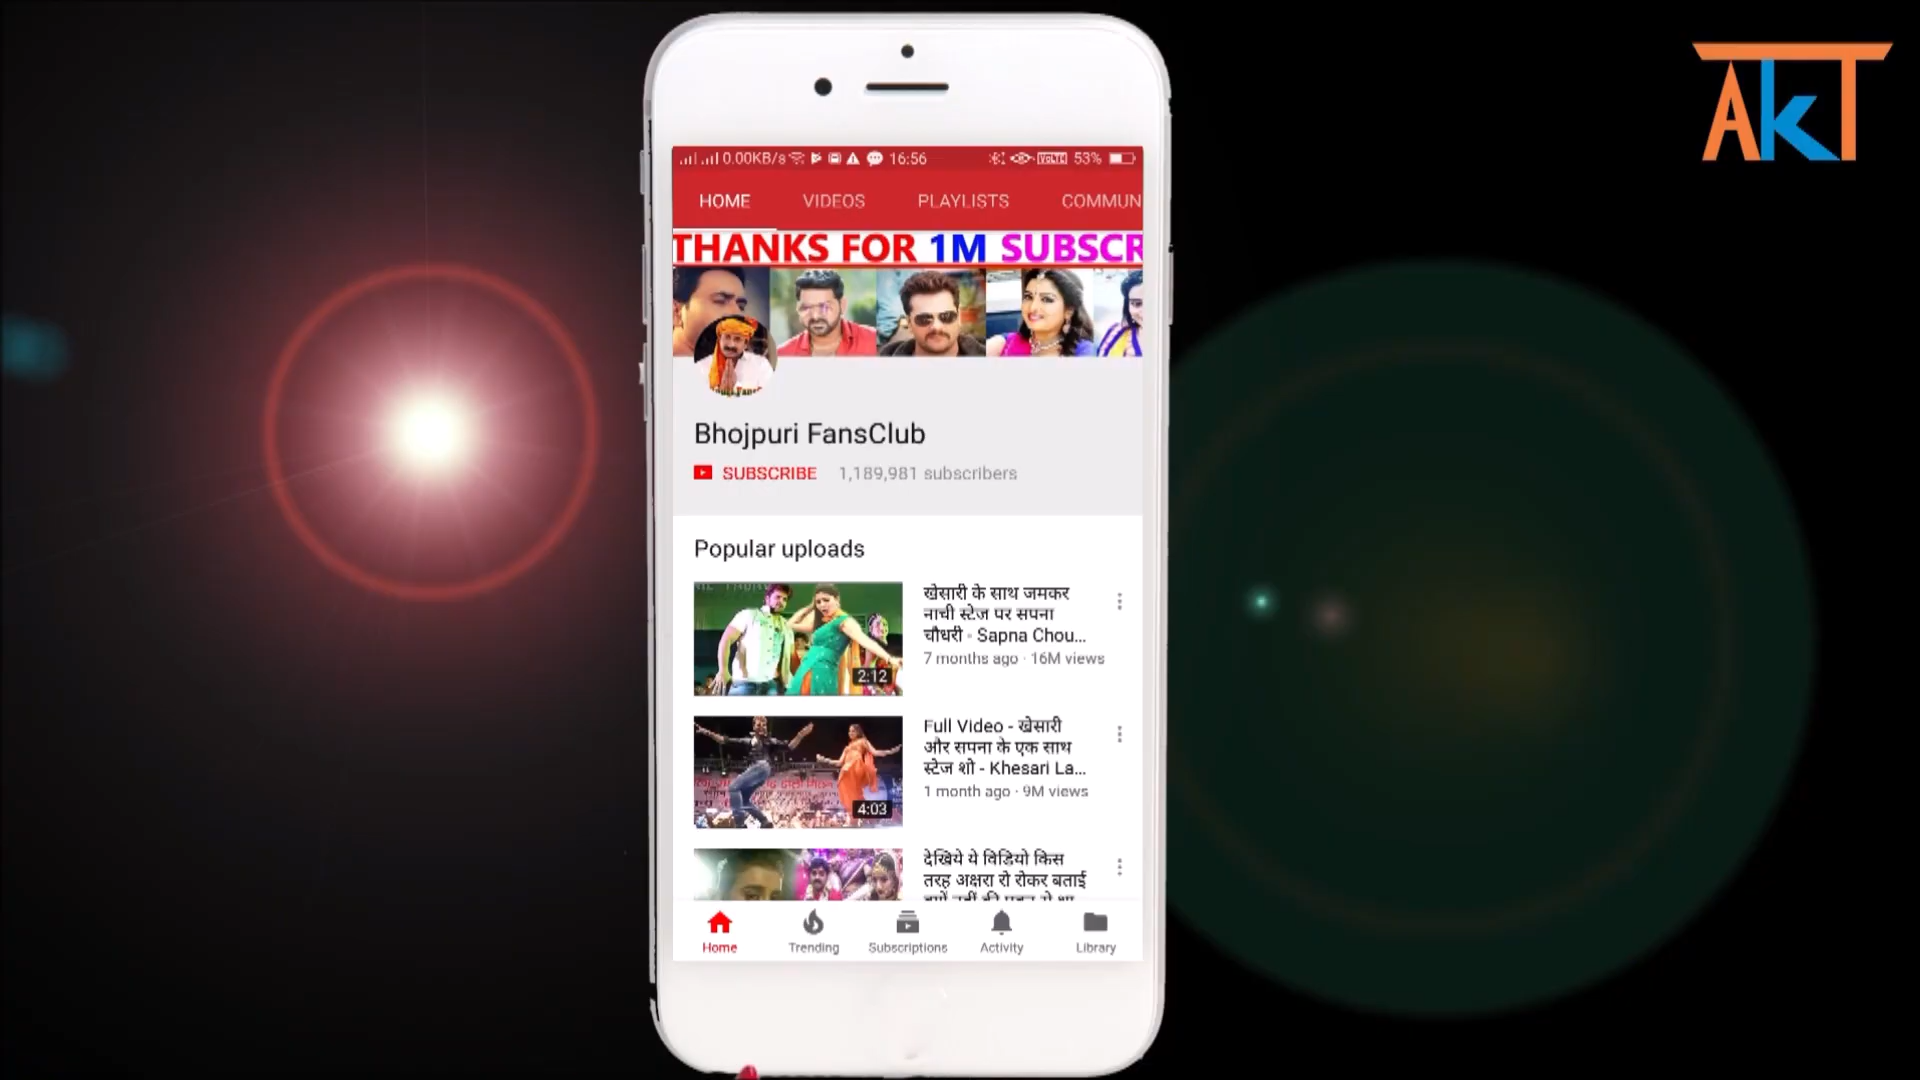 AKT
0.00KB/s 16:56 VoLTE 53%
HOME VIDEOS PLAYLISTS COMMUN
THANKS FOR 1M SUBSCR
Bhojpuri FansClub
SUBSCRIBE 1,189,981 subscribers
Popular uploads
खेसारी के साथ जमकर
नाची स्टेज पर सपना
चौधरी - Sapna Chou...
7 months ago · 16M views
2:12
Full Video - खेसारी
और सपना के एक साथ
स्टेज शो - Khesari La...
1 month ago · 9M views
4:03
देखिये ये विडियो किस
तरह अक्षरा रो रोकर बताई
Home Trending Subscriptions Activity Library